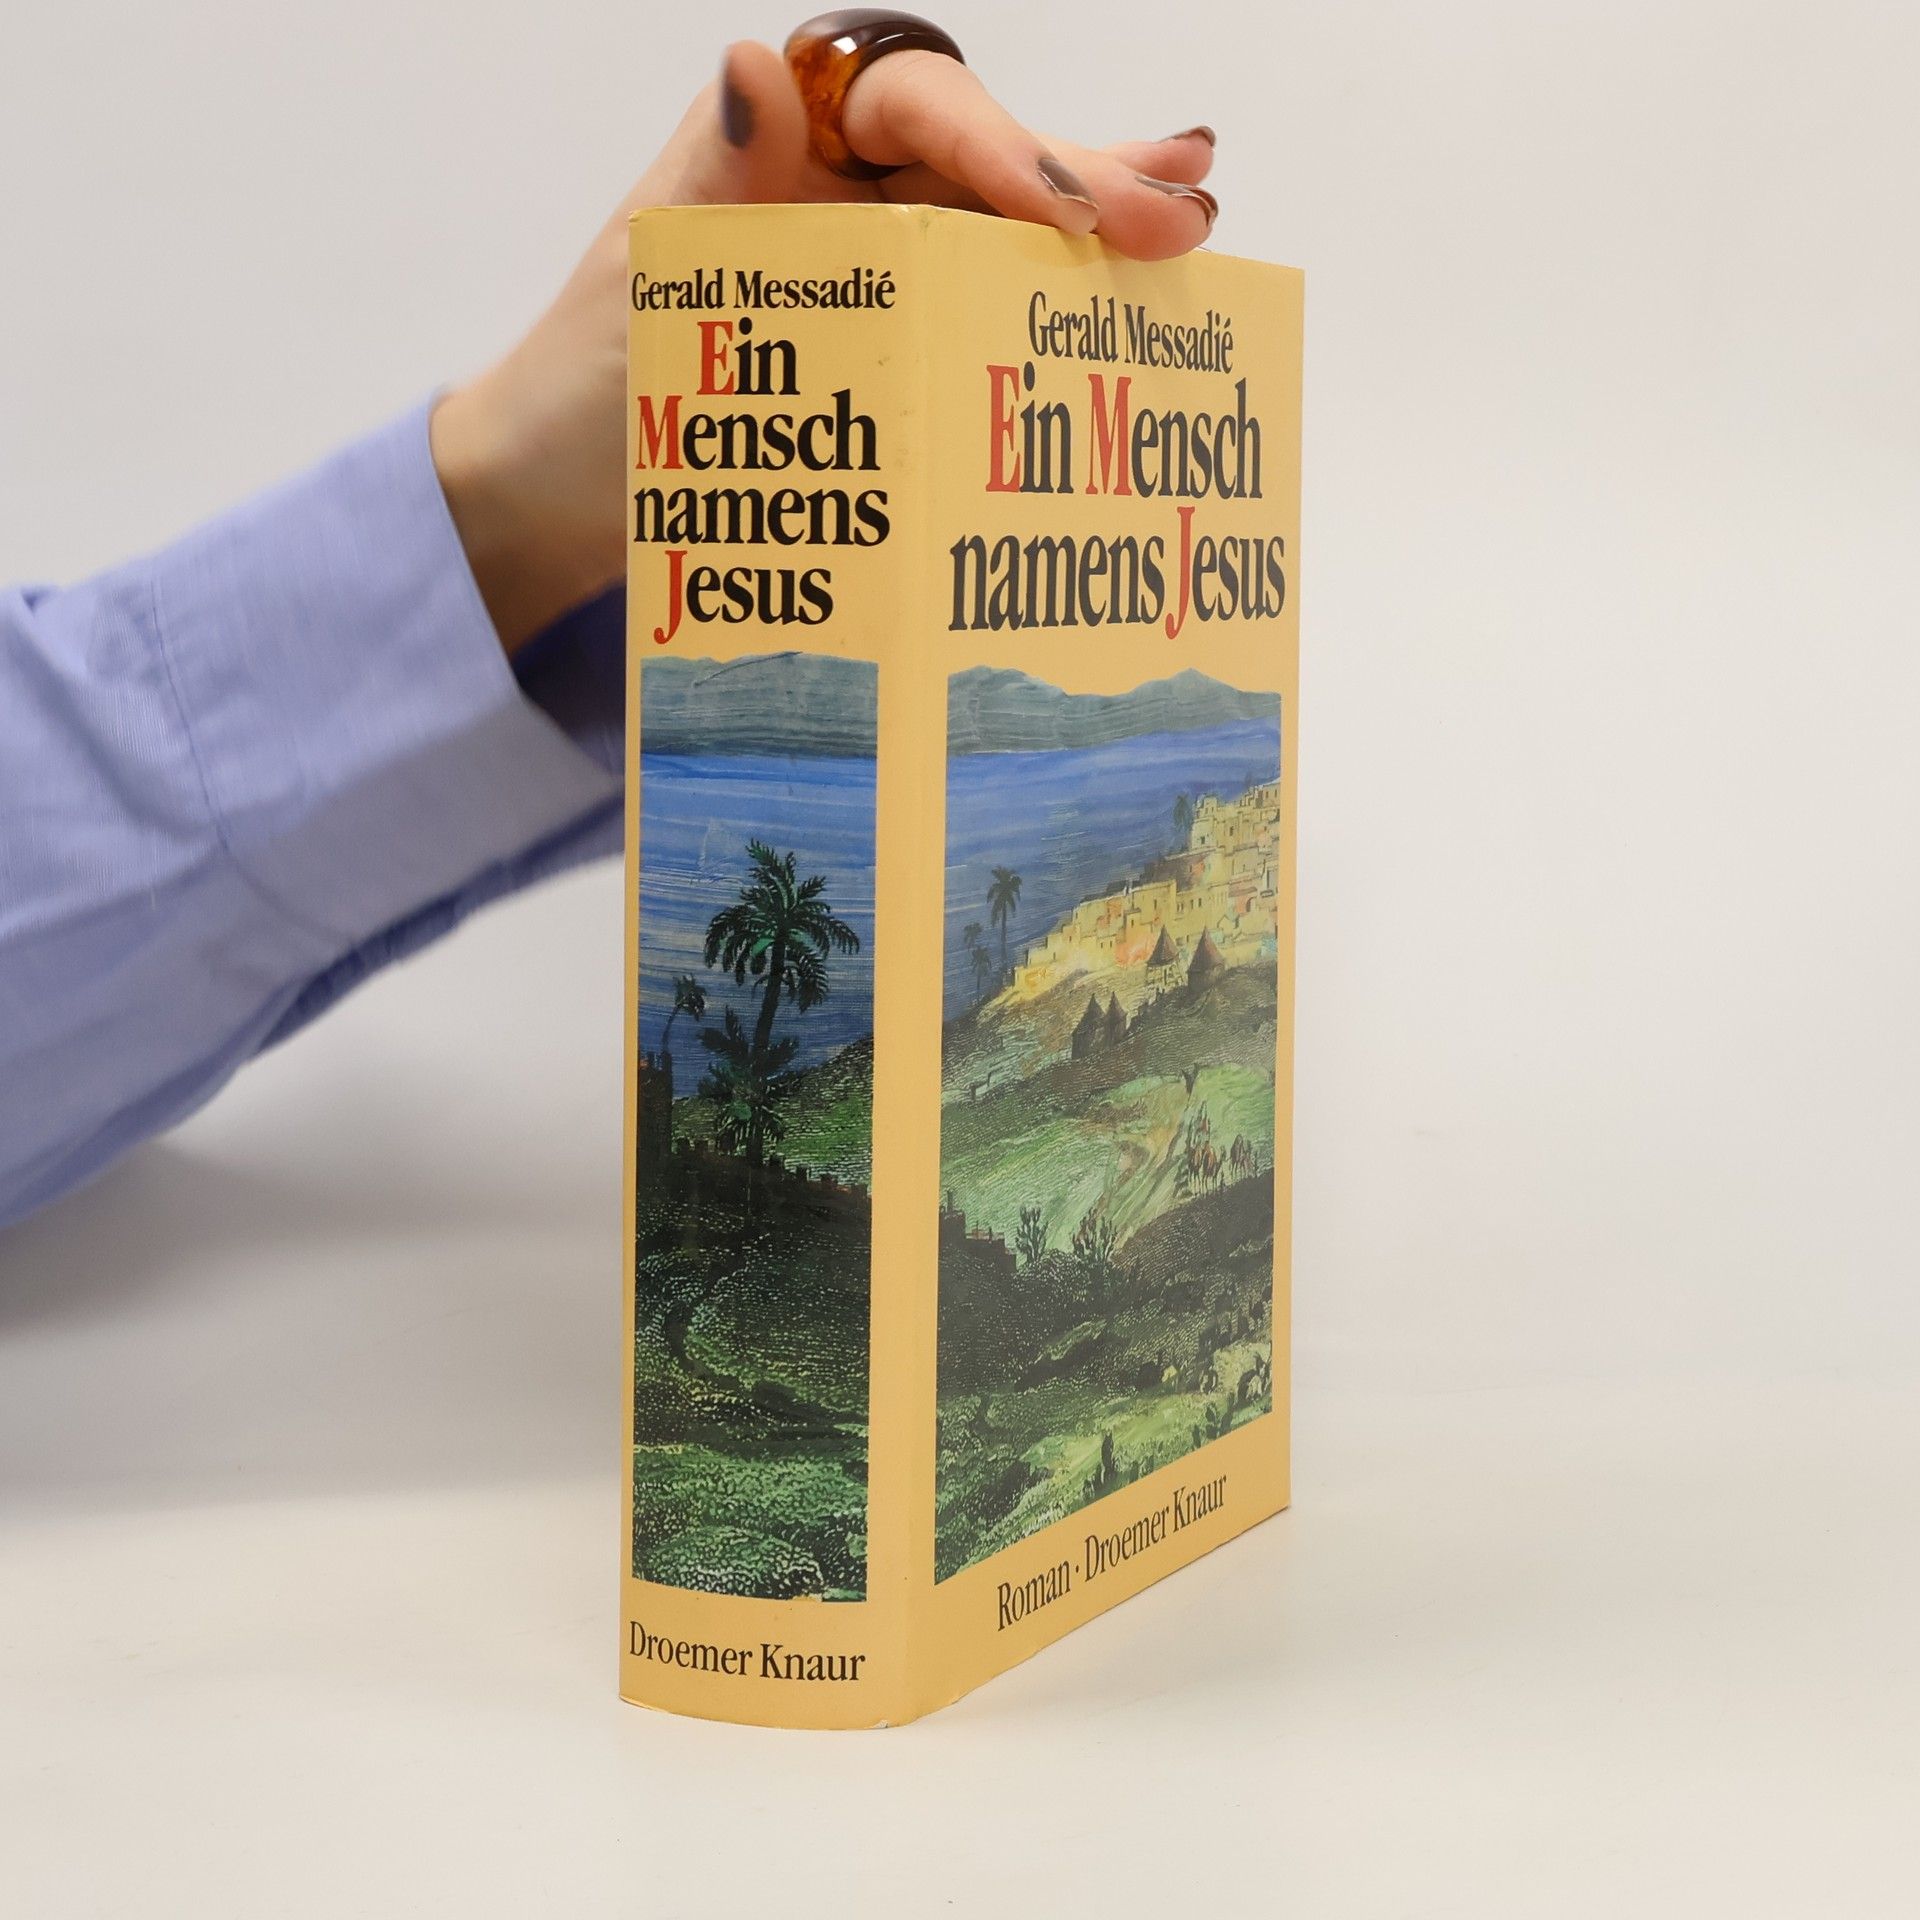 Gerald Messadié
Ein
Mensch
namens
Jesus
Droemer Knaur
Gerald Messadié
Ein Mensch
namens Jesus
Roman · Droemer Knaur